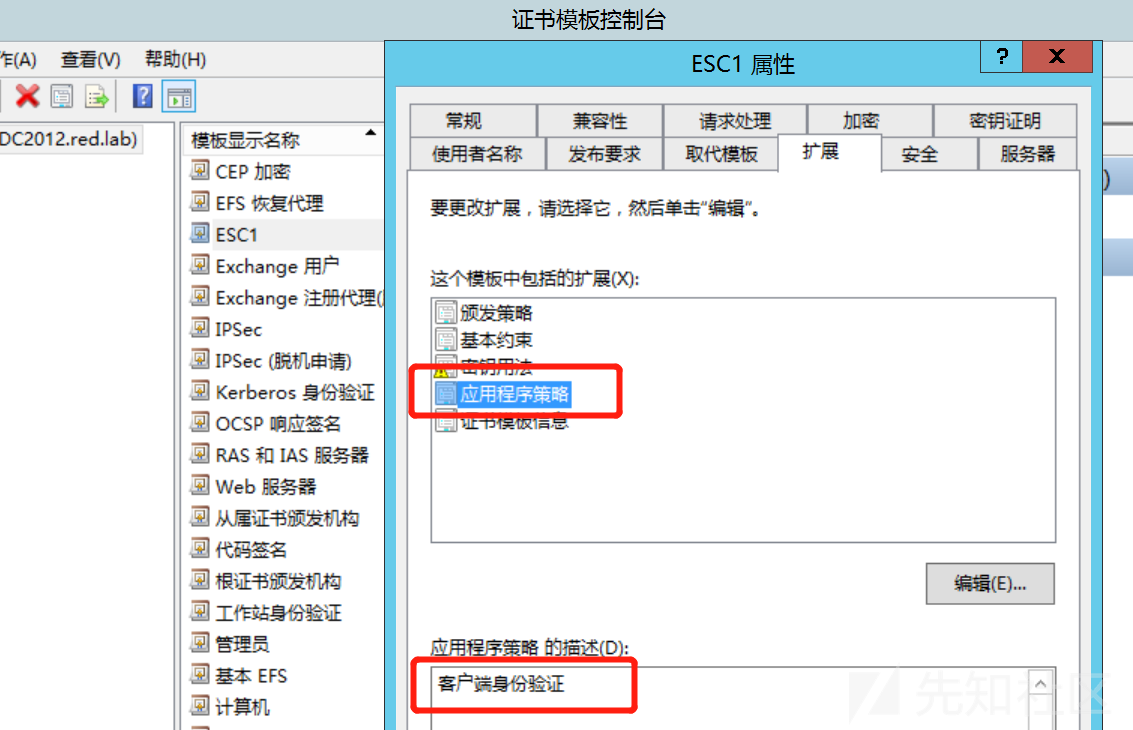 证书模板控制台
作(A) 查看(V) 帮助(H)
ESC1 属性
DC2012.red.lab)
模板显示名称
CEP 加密
EFS 恢复代理
ESC1
Exchange 用户
Exchange 注册代理(
IPSec
IPSec (脱机申请)
Kerberos 身份验证
OCSP 响应签名
RAS 和 IAS 服务器
Web 服务器
从属证书颁发机构
代码签名
根证书颁发机构
工作站身份验证
管理员
基本 EFS
计算机
常规 兼容性 请求处理 加密 密钥证明
使用者名称 发布要求 取代模板 扩展 安全 服务器
要更改扩展，请选择它，然后单击“编辑”。
这个模板中包括的扩展(X):
颁发策略
基本约束
密钥用法
应用程序策略
证书模板信息
编辑(E)...
应用程序策略 的描述(D):
客户端身份验证
先知社区